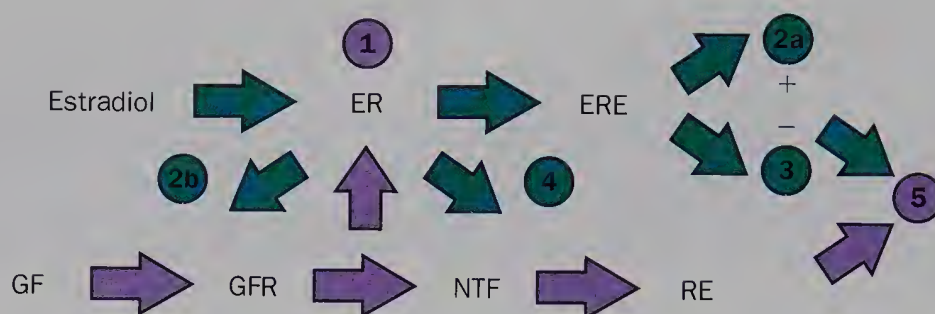 1
2a
+
Estradiol ER ERE
−
2b 4 3
5
GF GFR NTF RE